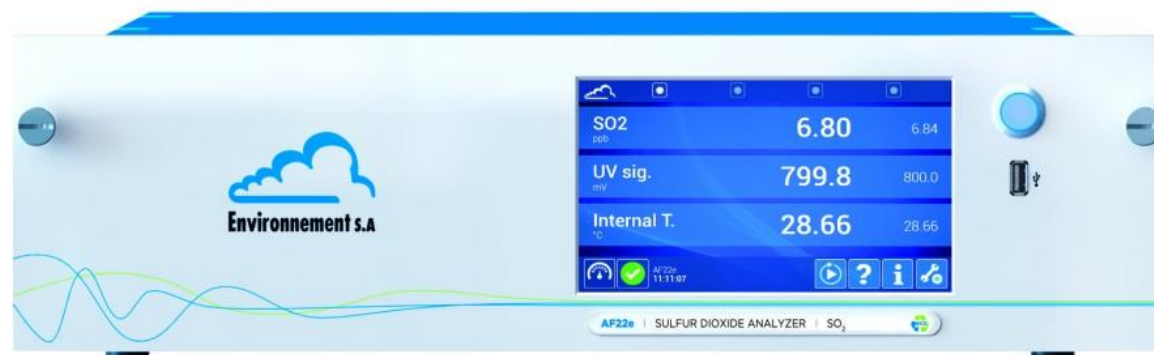 SO2
ppb
6.80
6.84
UV sig.
mV
799.8
800.0
Internal T.
°C
28.66
28.66
Environnement s.a
AF22e
11:11:07
? i
AF22e | SULFUR DIOXIDE ANALYZER | SO₂